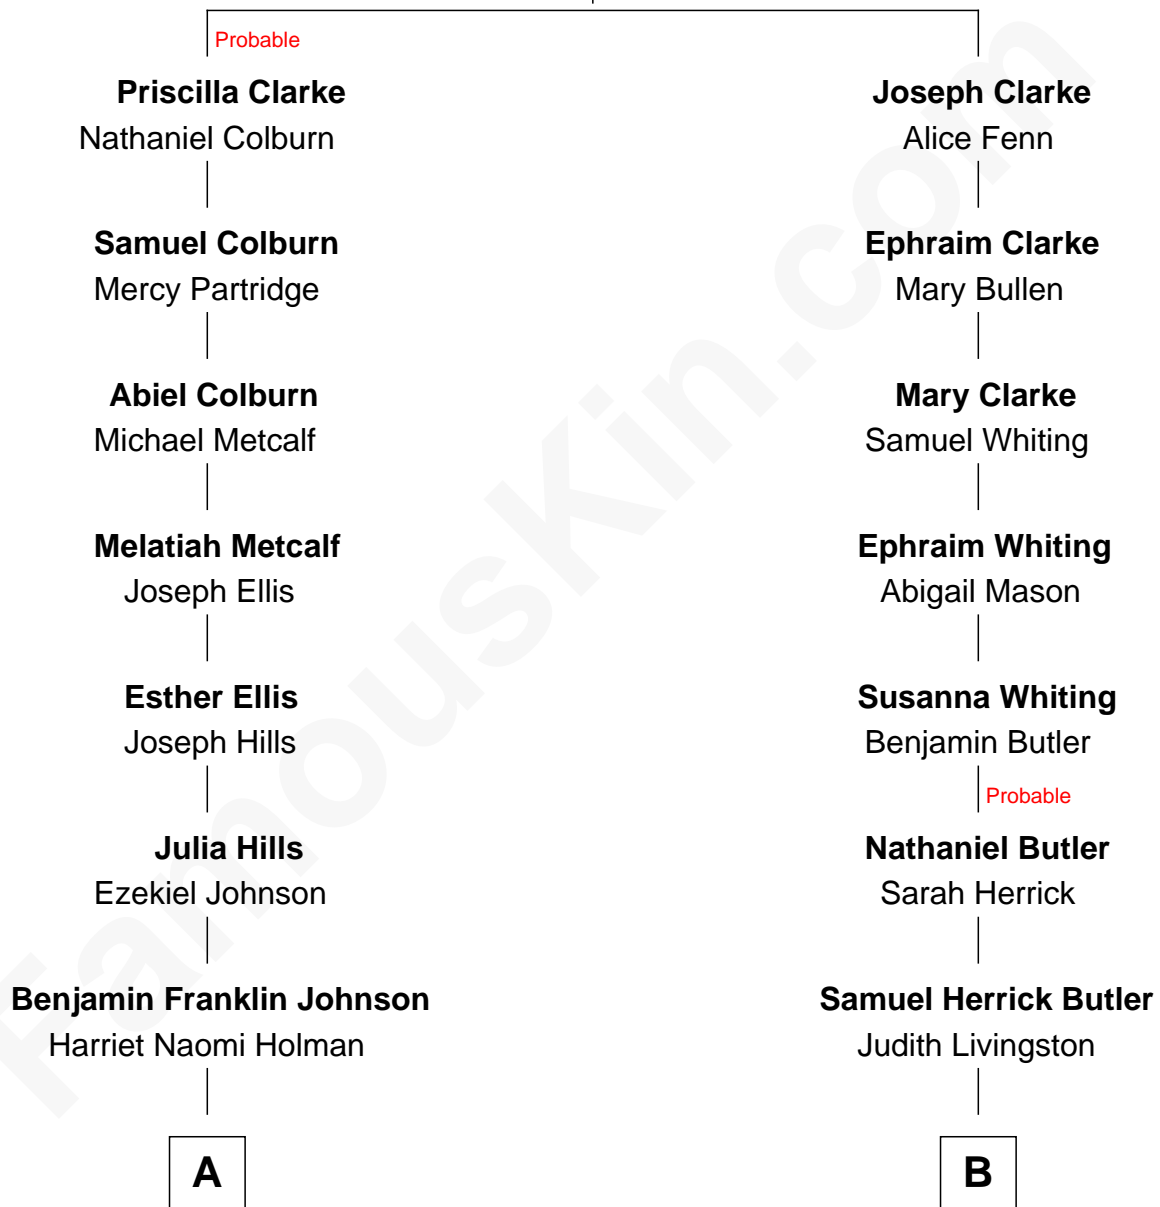 Probable
Priscilla Clarke
Nathaniel Colburn
Samuel Colburn
Mercy Partridge
Abiel Colburn
Michael Metcalf
Melatiah Metcalf
Joseph Ellis
Esther Ellis
Joseph Hills
Julia Hills
Ezekiel Johnson
Benjamin Franklin Johnson
Harriet Naomi Holman
A
Joseph Clarke
Alice Fenn
Ephraim Clarke
Mary Bullen
Mary Clarke
Samuel Whiting
Ephraim Whiting
Abigail Mason
Susanna Whiting
Benjamin Butler
Probable
Nathaniel Butler
Sarah Herrick
Samuel Herrick Butler
Judith Livingston
B
FamousKin.com